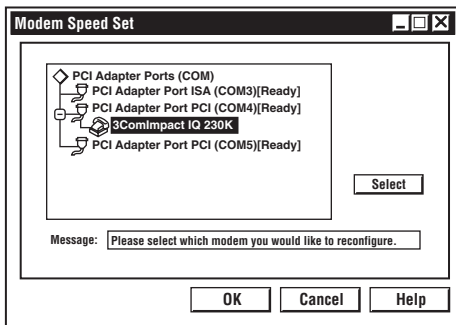 Modem Speed Set
PCI Adapter Ports (COM)
PCI Adapter Port ISA (COM3)[Ready]
PCI Adapter Port PCI (COM4)[Ready]
3ComImpact IQ 230K
PCI Adapter Port PCI (COM5)[Ready]
Select
Message: Please select which modem you would like to reconfigure.
OK Cancel Help